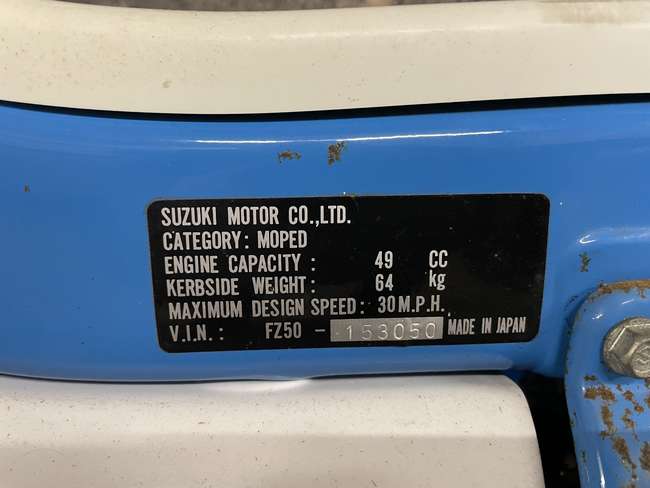 SUZUKI MOTOR CO.,LTD.
CATEGORY: MOPED
ENGINE CAPACITY : 49 CC
KERBSIDE WEIGHT: 64 kg
MAXIMUM DESIGN SPEED: 30 M.P.H.
V.I.N.: FZ50 - 153050 MADE IN JAPAN